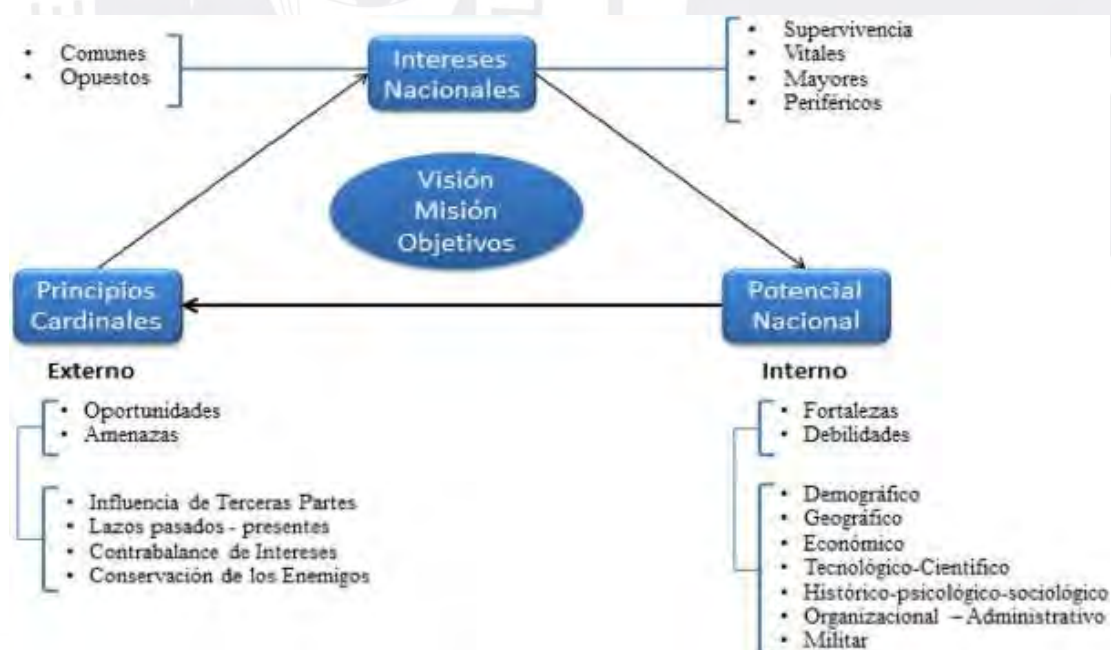 • Comunes
• Opuestos
Intereses
Nacionales
• Supervivencia
• Vitales
• Mayores
• Periféricos
Visión
Misión
Objetivos
Principios
Cardinales
Potencial
Nacional
Externo
• Oportunidades
• Amenazas
• Influencia de Terceras Partes
• Lazos pasados - presentes
• Contrabalance de Intereses
• Conservación de los Enemigos
Interno
• Fortalezas
• Debilidades
• Demográfico
• Geográfico
• Económico
• Tecnológico-Científico
• Histórico-psicológico-sociológico
• Organizacional – Administrativo
• Militar